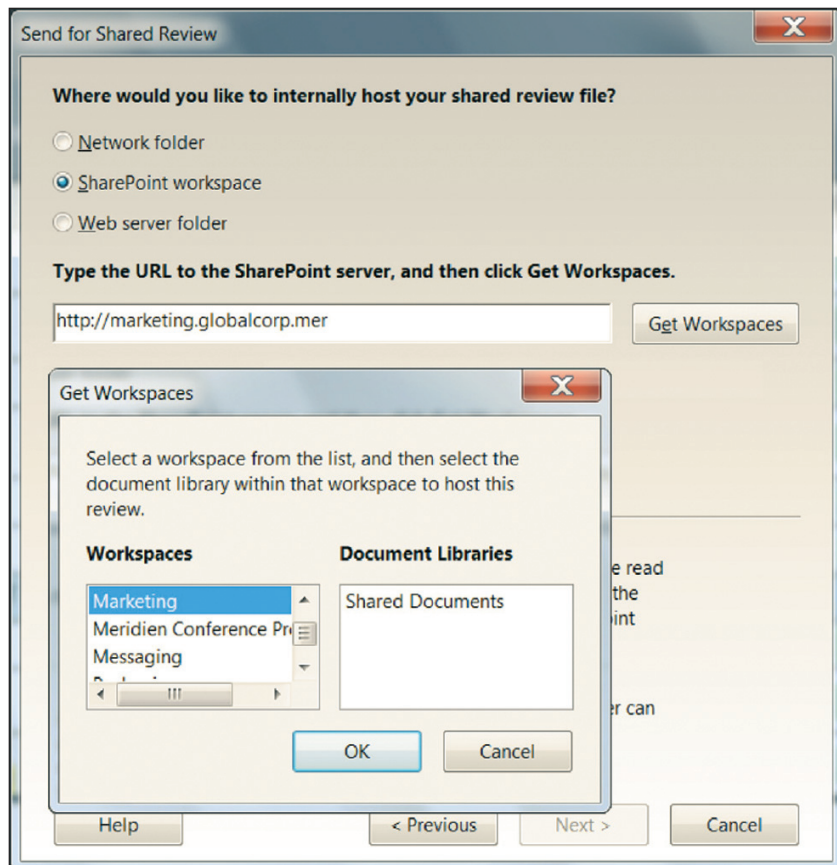 Send for Shared Review
Where would you like to internally host your shared review file?
Network folder
SharePoint workspace
Web server folder
Type the URL to the SharePoint server, and then click Get Workspaces.
http://marketing.globalcorp.mer
Get Workspaces
Get Workspaces
Select a workspace from the list, and then select the
document library within that workspace to host this
review.
Workspaces
Document Libraries
Marketing
Shared Documents
Meridien Conference
Messaging
read
the
can
OK
Cancel
Help
< Previous
Next >
Cancel